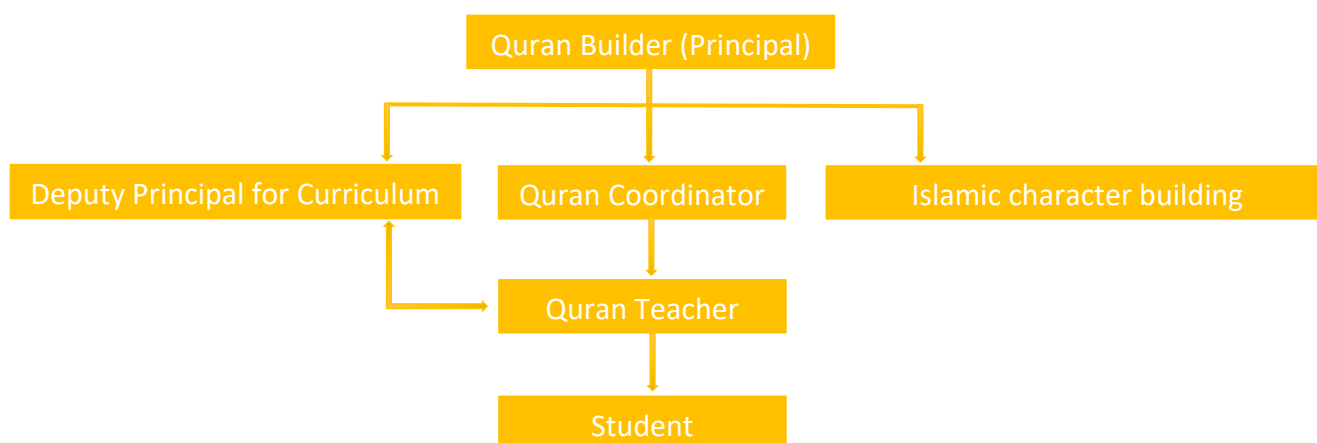 Quran Builder (Principal)
Deputy Principal for Curriculum
Quran Coordinator
Islamic character building
Quran Teacher
Student